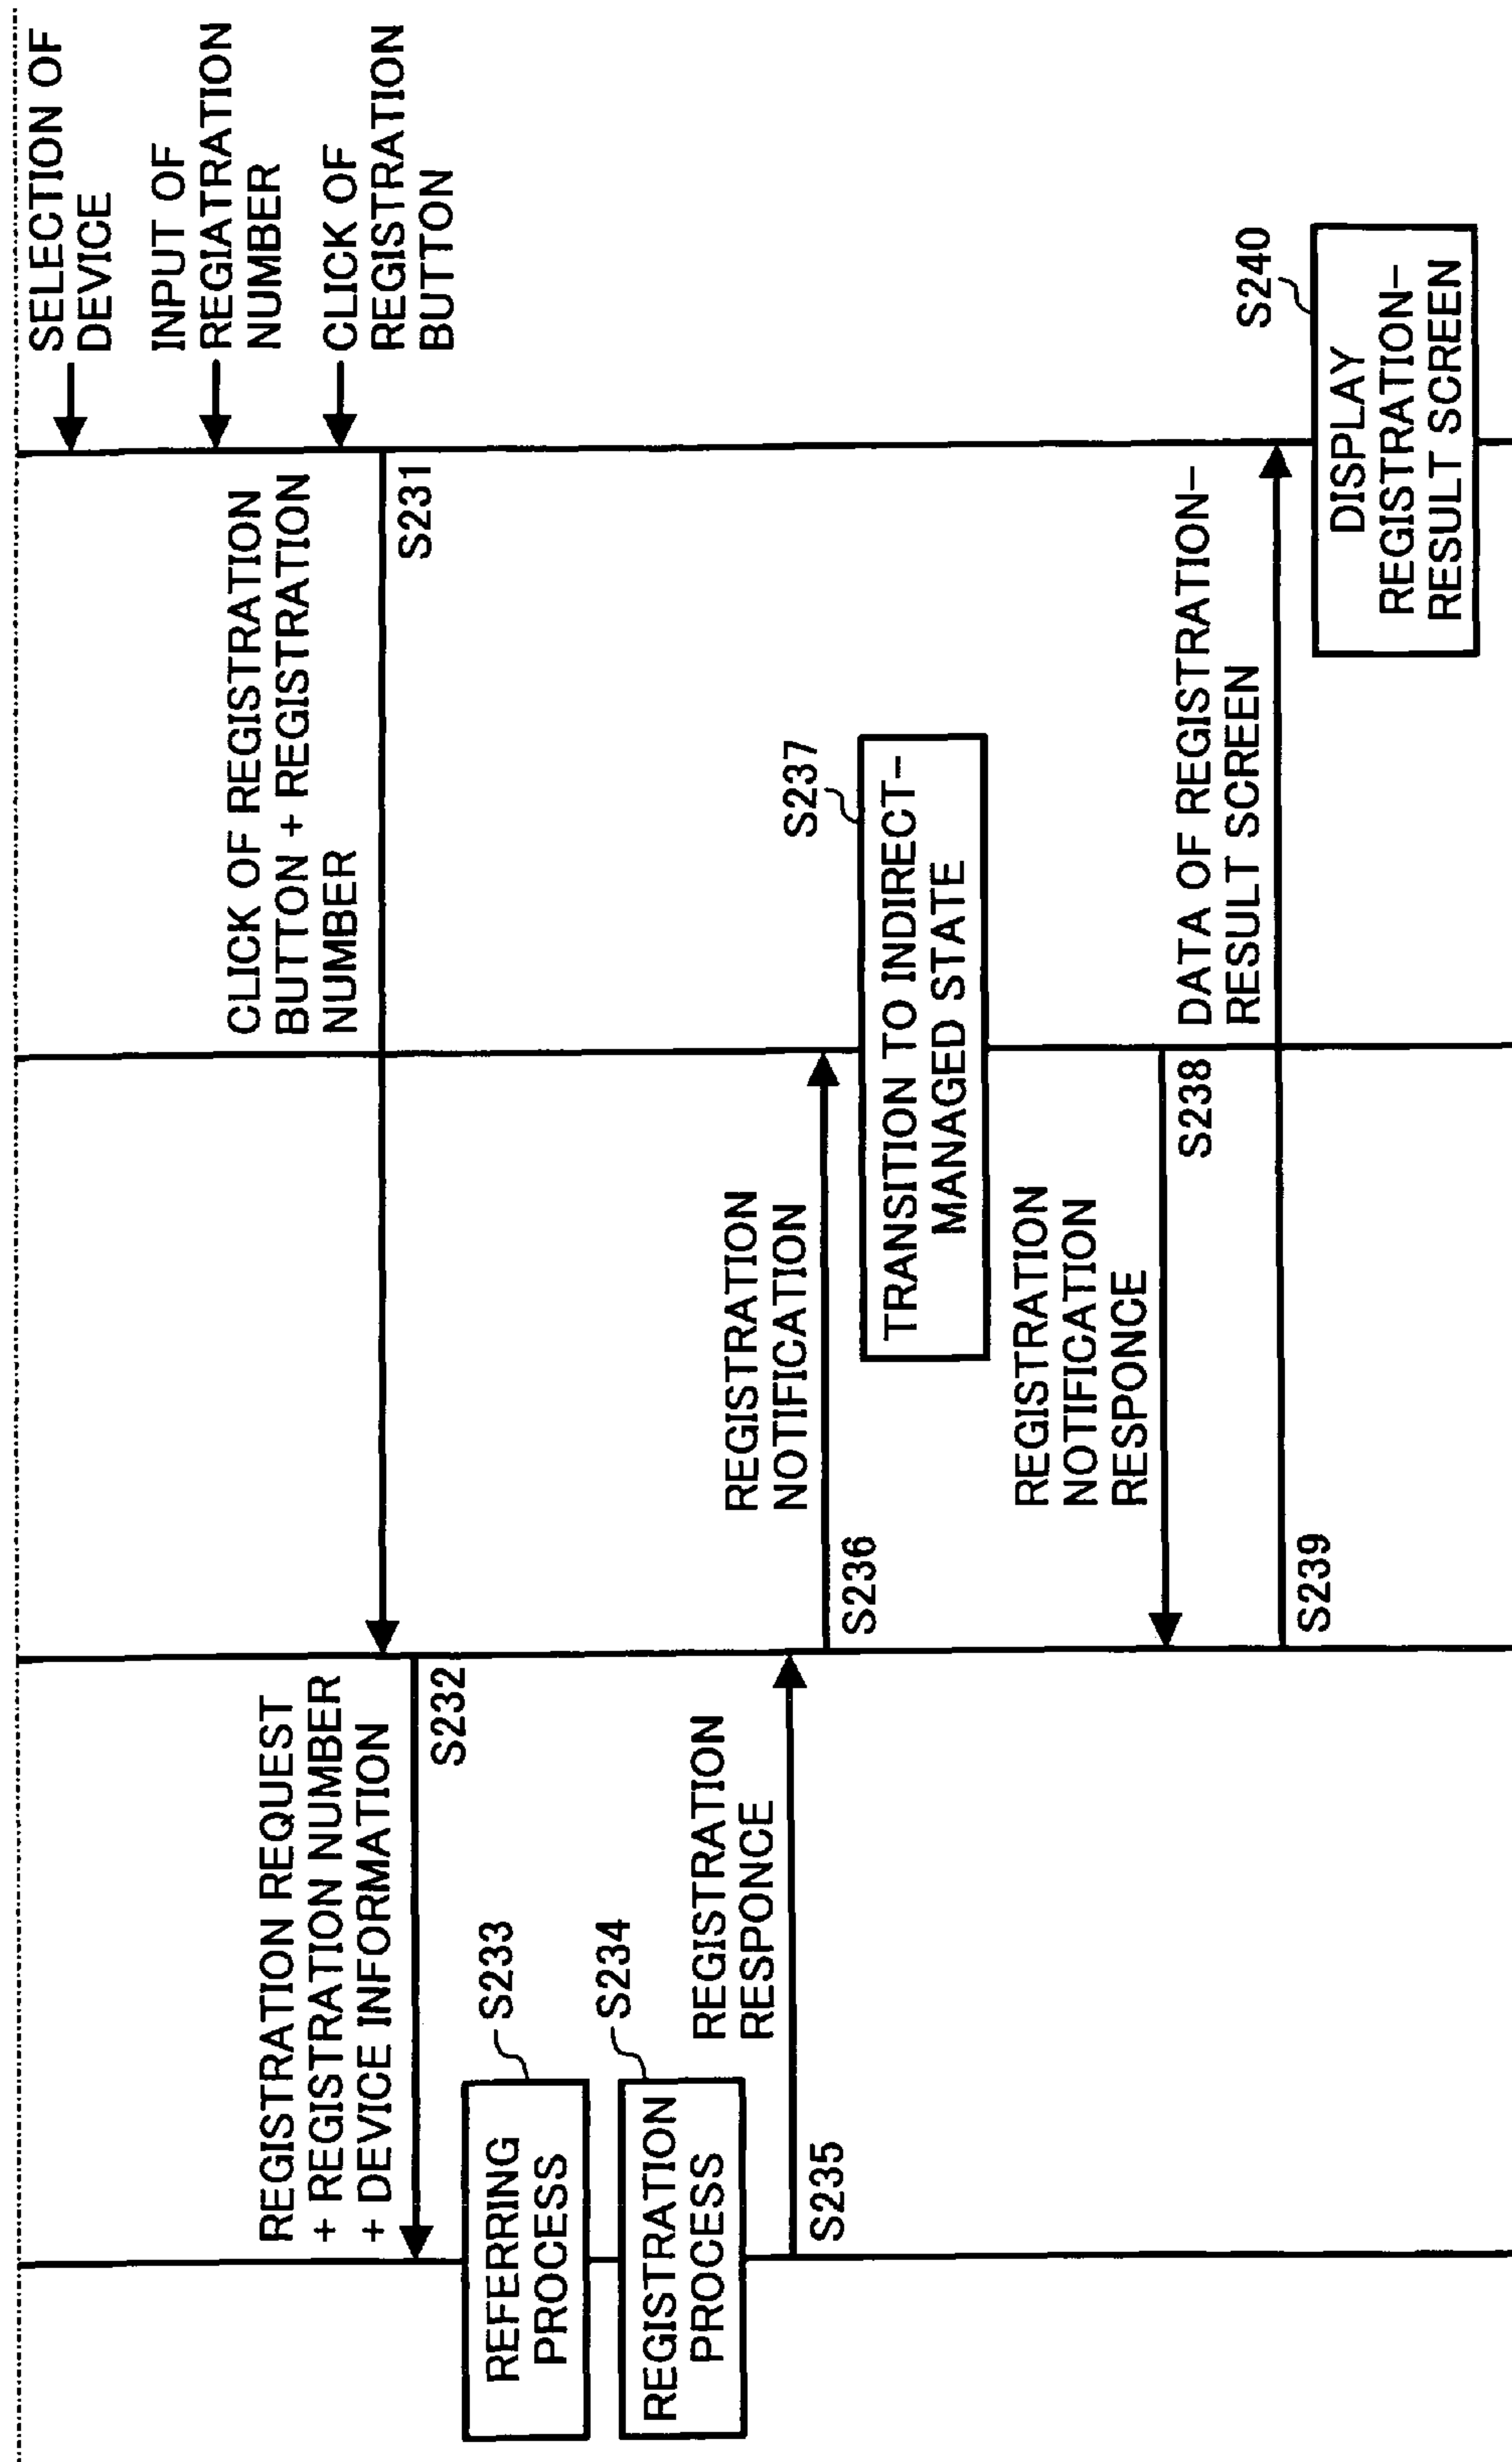 SELECTION OF
DEVICE
INPUT OF
REGIATRATION
NUMBER
CLICK OF
REGISTRATION
BUTTON
CLICK OF REGISTRATION
BUTTON + REGISTRATION
NUMBER
S231
REGISTRATION REQUEST
+ REGISTRATION NUMBER
+ DEVICE INFORMATION
S232
REFERRING
PROCESS
S233
REGISTRATION
PROCESS
S234
REGISTRATION
RESPONCE
S235
REGISTRATION
NOTIFICATION
S236
TRANSITION TO INDIRECT-
MANAGED STATE
S237
REGISTRATION
NOTIFICATION
RESPONCE
S238
DATA OF REGISTRATION-
RESULT SCREEN
S239
DISPLAY
REGISTRATION-
RESULT SCREEN
S240